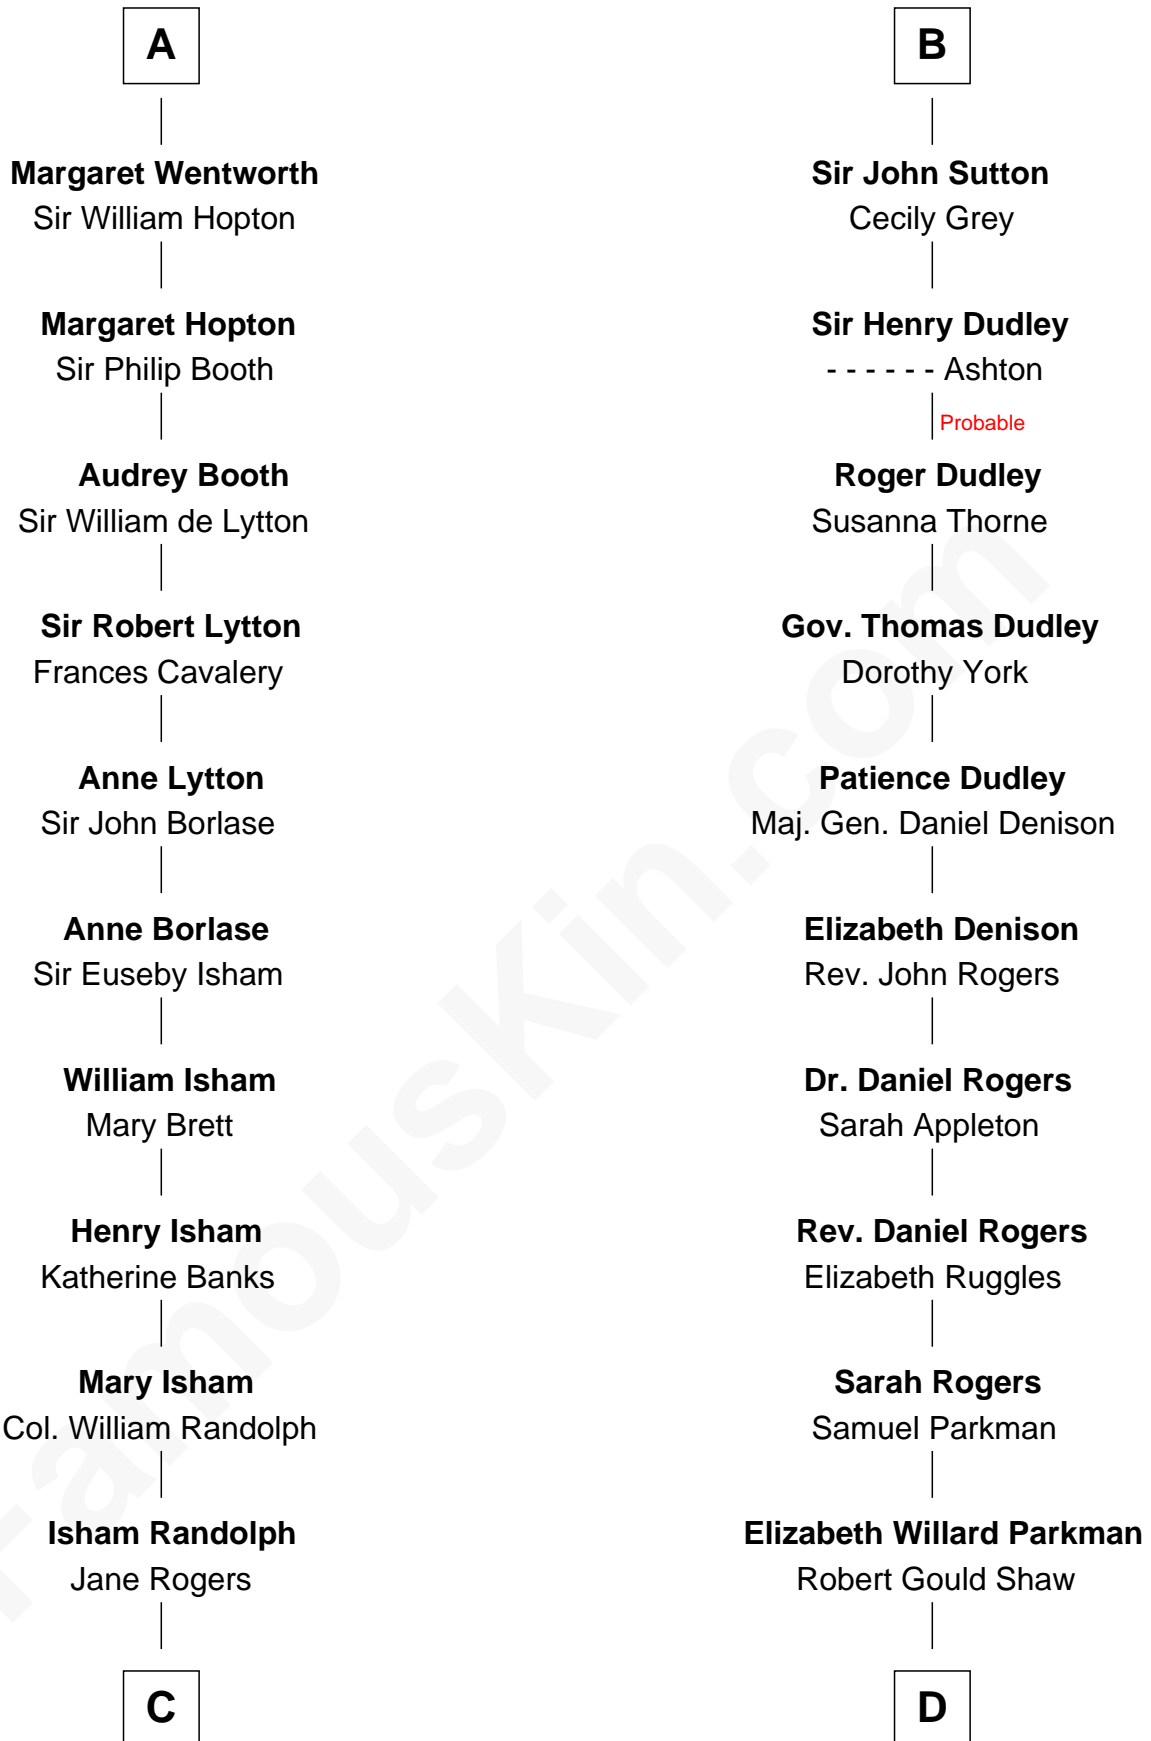 A
Margaret Wentworth
Sir William Hopton
Margaret Hopton
Sir Philip Booth
Audrey Booth
Sir William de Lytton
Sir Robert Lytton
Frances Cavalery
Anne Lytton
Sir John Borlase
Anne Borlase
Sir Euseby Isham
William Isham
Mary Brett
Henry Isham
Katherine Banks
Mary Isham
Col. William Randolph
Isham Randolph
Jane Rogers
C
B
Sir John Sutton
Cecily Grey
Sir Henry Dudley
- - - - - - Ashton
Probable
Roger Dudley
Susanna Thorne
Gov. Thomas Dudley
Dorothy York
Patience Dudley
Maj. Gen. Daniel Denison
Elizabeth Denison
Rev. John Rogers
Dr. Daniel Rogers
Sarah Appleton
Rev. Daniel Rogers
Elizabeth Ruggles
Sarah Rogers
Samuel Parkman
Elizabeth Willard Parkman
Robert Gould Shaw
D
FamousKin.com